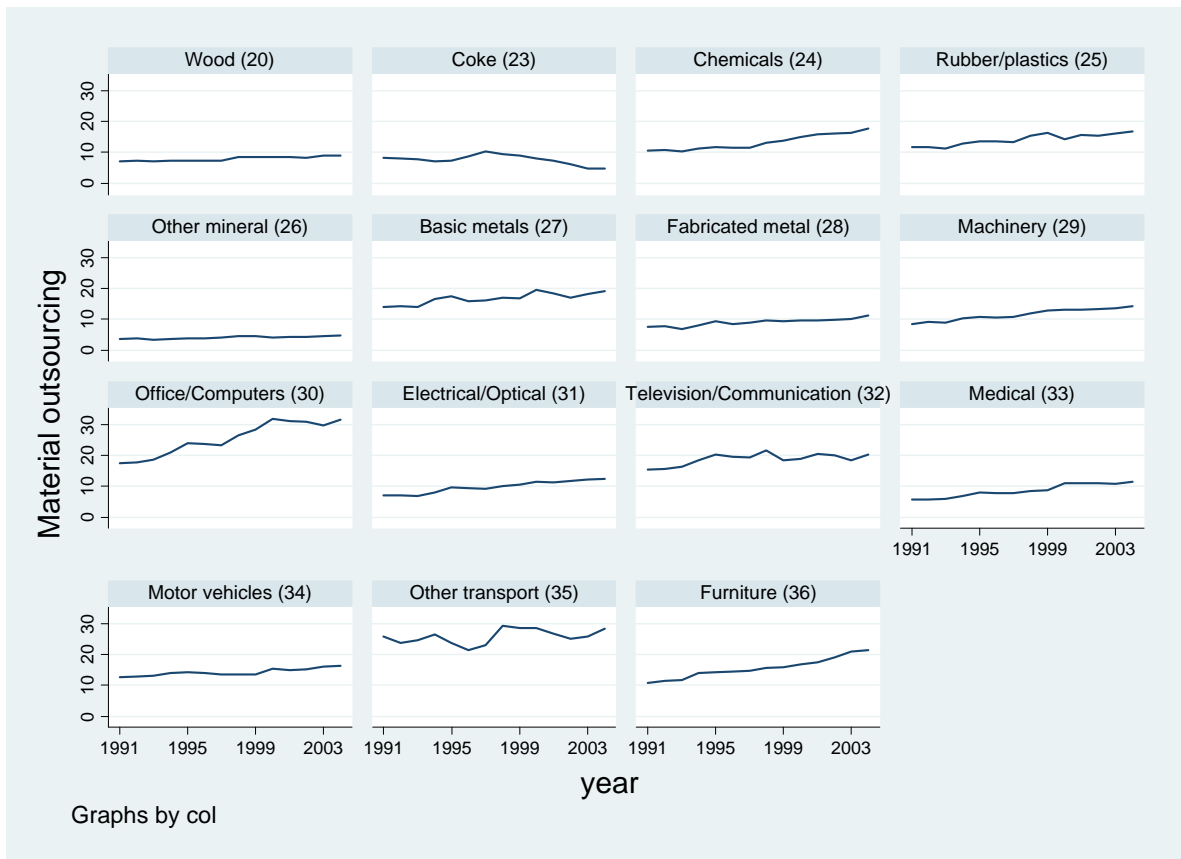 Wood (20) Coke (23) Chemicals (24) Rubber/plastics (25)
30
20
10
0
Other mineral (26) Basic metals (27) Fabricated metal (28) Machinery (29)
30
20
10
0
Material outsourcing
Office/Computers (30) Electrical/Optical (31) Television/Communication (32) Medical (33)
30
20
10
0
1991 1995 1999 2003
Motor vehicles (34) Other transport (35) Furniture (36)
30
20
10
0
1991 1995 1999 2003 1991 1995 1999 2003 1991 1995 1999 2003
year
Graphs by col